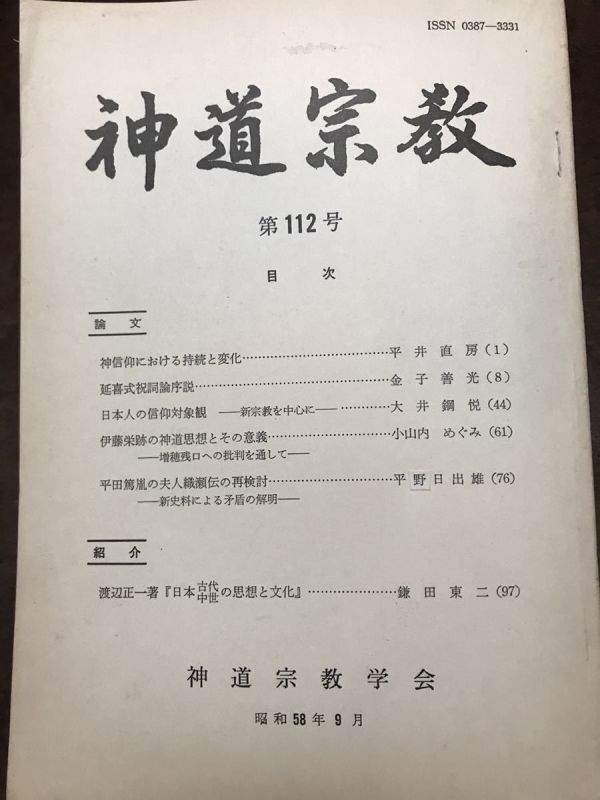 ISSN 0387―3331
神道宗教
第112号
目次
論文
神信仰における持続と変化……………………………平井直房(1)
延喜式祝詞論序説……………………………………金子善光(8)
日本人の信仰対象観 ――新宗教を中心に―― …………大井鋼悦(44)
伊藤栄跡の神道思想とその意義………………………小山内めぐみ(61)
――増穂残口への批判を通して――
平田篤胤の夫人織瀬伝の再検討………………………平野日出雄(76)
――新史料による矛盾の解明――
紹介
渡辺正一著『日本古代中世の思想と文化』…………………鎌田東二(97)
神道宗教学会
昭和58年9月